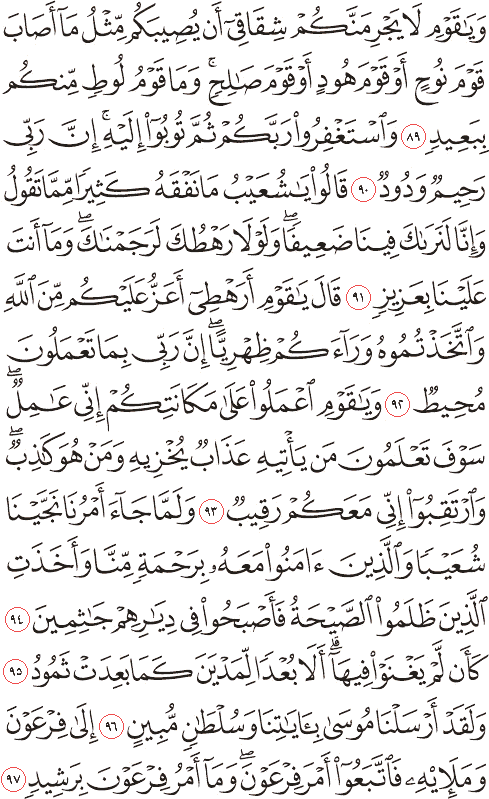 وَيَٰقَوْمِ لَا يَجْرِمَنَّكُمْ شِقَاقِىٓ أَن يُصِيبَكُم مِّثْلُ مَآ أَصَابَ
قَوْمَ نُوحٍ أَوْ قَوْمَ هُودٍ أَوْ قَوْمَ صَٰلِحٍ ۚ وَمَا قَوْمُ لُوطٍ مِّنكُم
بِبَعِيدٍ ٨٩ وَٱسْتَغْفِرُوا۟ رَبَّكُمْ ثُمَّ تُوبُوٓا۟ إِلَيْهِ ۚ إِنَّ رَبِّى
رَحِيمٌ وَدُودٌ ٩٠ قَالُوا۟ يَٰشُعَيْبُ مَا نَفْقَهُ كَثِيرًا مِّمَّا تَقُولُ
وَإِنَّا لَنَرَىٰكَ فِينَا ضَعِيفًا ۖ وَلَوْلَا رَهْطُكَ لَرَجَمْنَٰكَ ۖ وَمَآ أَنتَ
عَلَيْنَا بِعَزِيزٍ ٩١ قَالَ يَٰقَوْمِ أَرَهْطِىٓ أَعَزُّ عَلَيْكُم مِّنَ ٱللَّهِ
وَٱتَّخَذْتُمُوهُ وَرَآءَكُمْ ظِهْرِيًّا ۖ إِنَّ رَبِّى بِمَا تَعْمَلُونَ
مُحِيطٌ ٩٢ وَيَٰقَوْمِ ٱعْمَلُوا۟ عَلَىٰ مَكَانَتِكُمْ إِنِّى عَٰمِلٌ ۖ
سَوْفَ تَعْلَمُونَ مَن يَأْتِيهِ عَذَابٌ يُخْزِيهِ وَمَنْ هُوَ كَٰذِبٌ ۖ
وَٱرْتَقِبُوٓا۟ إِنِّى مَعَكُمْ رَقِيبٌ ٩٣ وَلَمَّا جَآءَ أَمْرُنَا نَجَّيْنَا
شُعَيْبًا وَٱلَّذِينَ ءَامَنُوا۟ مَعَهُۥ بِرَحْمَةٍ مِّنَّا وَأَخَذَتِ
ٱلَّذِينَ ظَلَمُوا۟ ٱلصَّيْحَةُ فَأَصْبَحُوا۟ فِى دِيَٰرِهِمْ جَٰثِمِينَ ٩٤
كَأَن لَّمْ يَغْنَوْا۟ فِيهَآ ۗ أَلَا بُعْدًا لِّمَدْيَنَ كَمَا بَعِدَتْ ثَمُودُ ٩٥
وَلَقَدْ أَرْسَلْنَا مُوسَىٰ بِـَٔايَٰتِنَا وَسُلْطَٰنٍ مُّبِينٍ ٩٦ إِلَىٰ فِرْعَوْنَ
وَمَلَإِي۟هِۦ فَٱتَّبَعُوٓا۟ أَمْرَ فِرْعَوْنَ ۖ وَمَآ أَمْرُ فِرْعَوْنَ بِرَشِيدٍ ٩٧